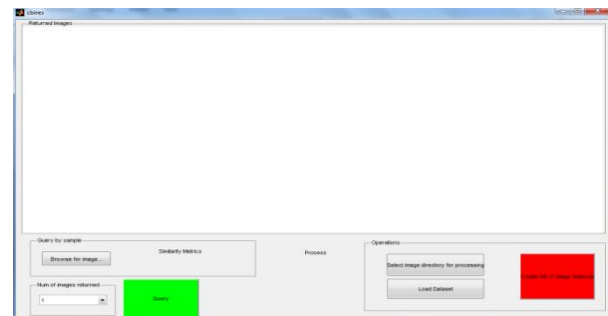 cbires
Returned Images
Query by sample
Browse for image...
Similarity Metrics
Process
Operations
Select image directory for processing
Load Dataset
Num of images returned
1
Query